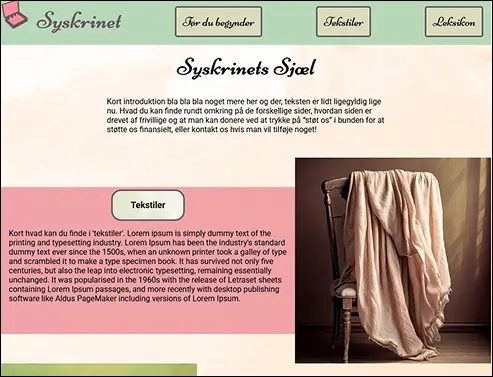 Syskrinet
Før du begynder
Tekstiler
Leksikon
Syskrinets Sjæl
Kort introduktion bla bla bla noget mere her og der, teksten er lidt ligegyldig lige
nu. Hvad du kan finde rundt omkring på de forskellige sider, hvordan siden er
drevet af frivillige og at man kan donere ved at trykke på "støt os" i bunden for at
støtte os finansielt, eller kontakt os hvis man vil tilføje noget!
Tekstiler
Kort hvad kan du finde i 'tekstiler'. Lorem ipsum is simply dummy text of the
printing and typesetting industry. Lorem Ipsum has been the industry's standard
dummy text ever since the 1500s, when an unknown printer took a galley of type
and scrambled it to make a type specimen book. It has survived not only five
centuries, but also the leap into electronic typesetting, remaining essentially
unchanged. It was popularised in the 1960s with the release of Letraset sheets
containing Lorem Ipsum passages, and more recently with desktop publishing
software like Aldus PageMaker including versions of Lorem Ipsum.